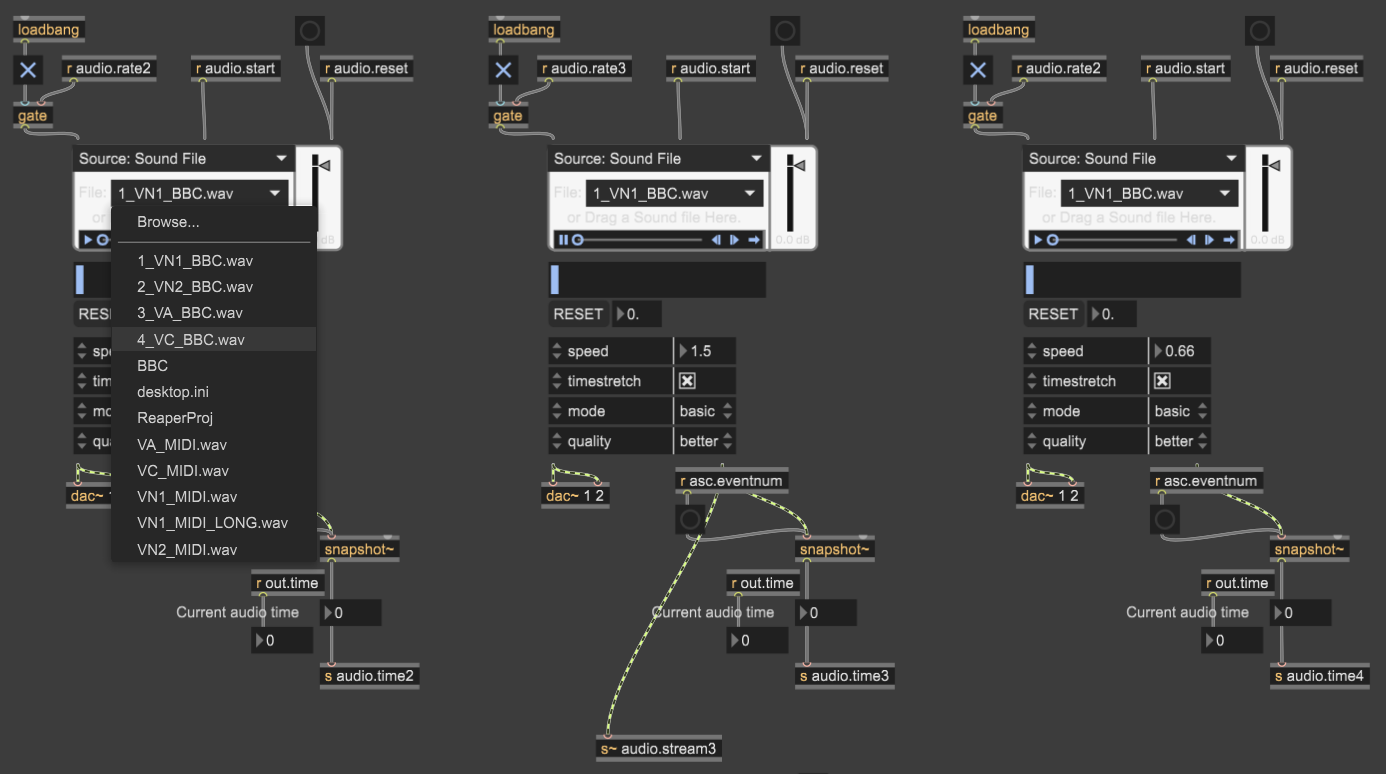 loadbang
r audio.rate2
r audio.start
r audio.reset
gate
Source: Sound File
File:
1_VN1_BBC.wav
or
dB
Browse...
1_VN1_BBC.wav
2_VN2_BBC.wav
3_VA_BBC.wav
4_VC_BBC.wav
BBC
desktop.ini
ReaperProj
VA_MIDI.wav
VC_MIDI.wav
VN1_MIDI.wav
VN1_MIDI_LONG.wav
VN2_MIDI.wav
RES
spe
tim
mo
qua
dac~ 1
snapshot~
r out.time
Current audio time
0
0
s audio.time2
loadbang
r audio.rate3
r audio.start
r audio.reset
gate
Source: Sound File
File:
1_VN1_BBC.wav
or Drag a Sound file Here.
0.0 dB
RESET
0.
speed
1.5
timestretch
mode
basic
quality
better
dac~ 1 2
r asc.eventnum
snapshot~
r out.time
Current audio time
0
0
s audio.time3
s~ audio.stream3
loadbang
r audio.rate2
r audio.start
r audio.reset
gate
Source: Sound File
File:
1_VN1_BBC.wav
or Drag a Sound file Here.
0.0 dB
RESET
0.
speed
0.66
timestretch
mode
basic
quality
better
dac~ 1 2
r asc.eventnum
snapshot~
r out.time
Current audio time
0
0
s audio.time4